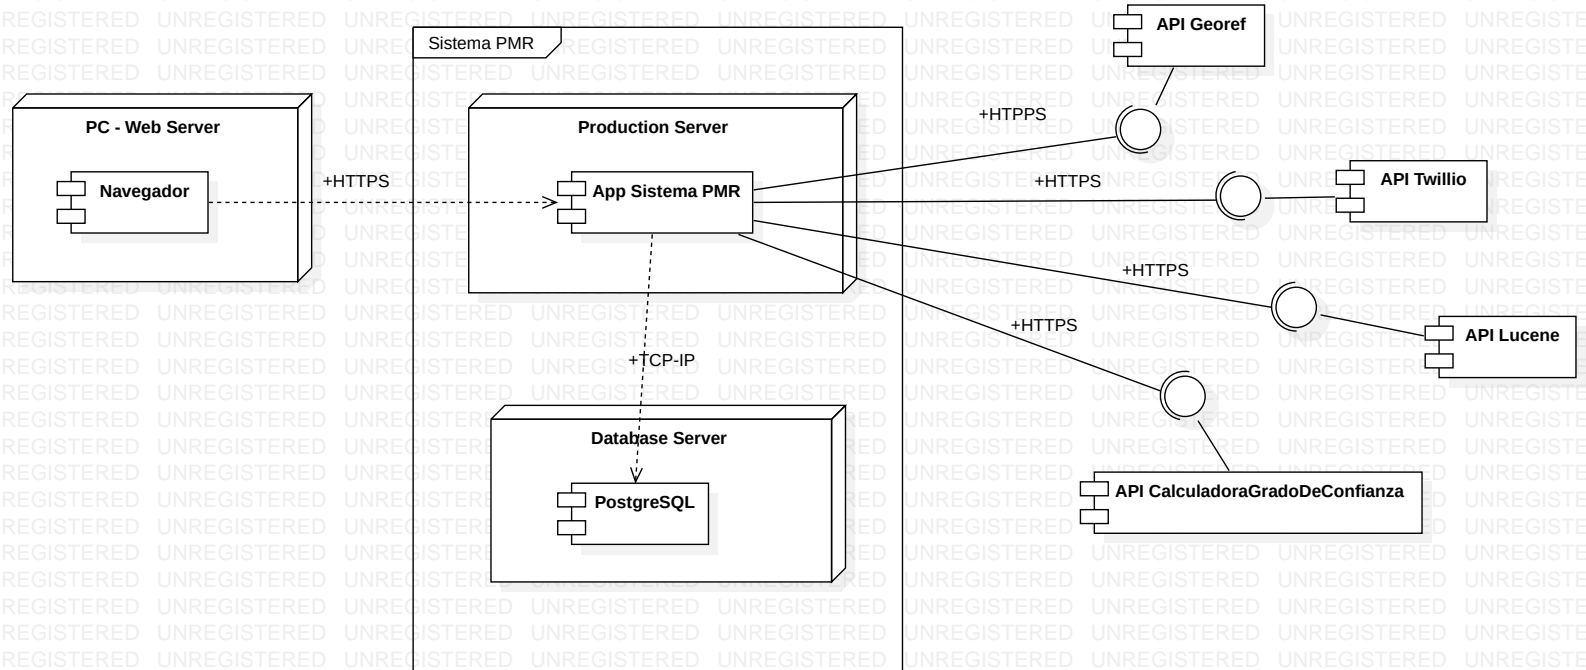 API Georef
Sistema PMR
PC - Web Server
Production Server
+HTPPS
Navegador
+HTTPS
App Sistema PMR
+HTTPS
API Twillio
+HTTPS
API Lucene
+HTTPS
+TCP-IP
Database Server
PostgreSQL
API CalculadoraGradoDeConfianza
UNREGISTERED